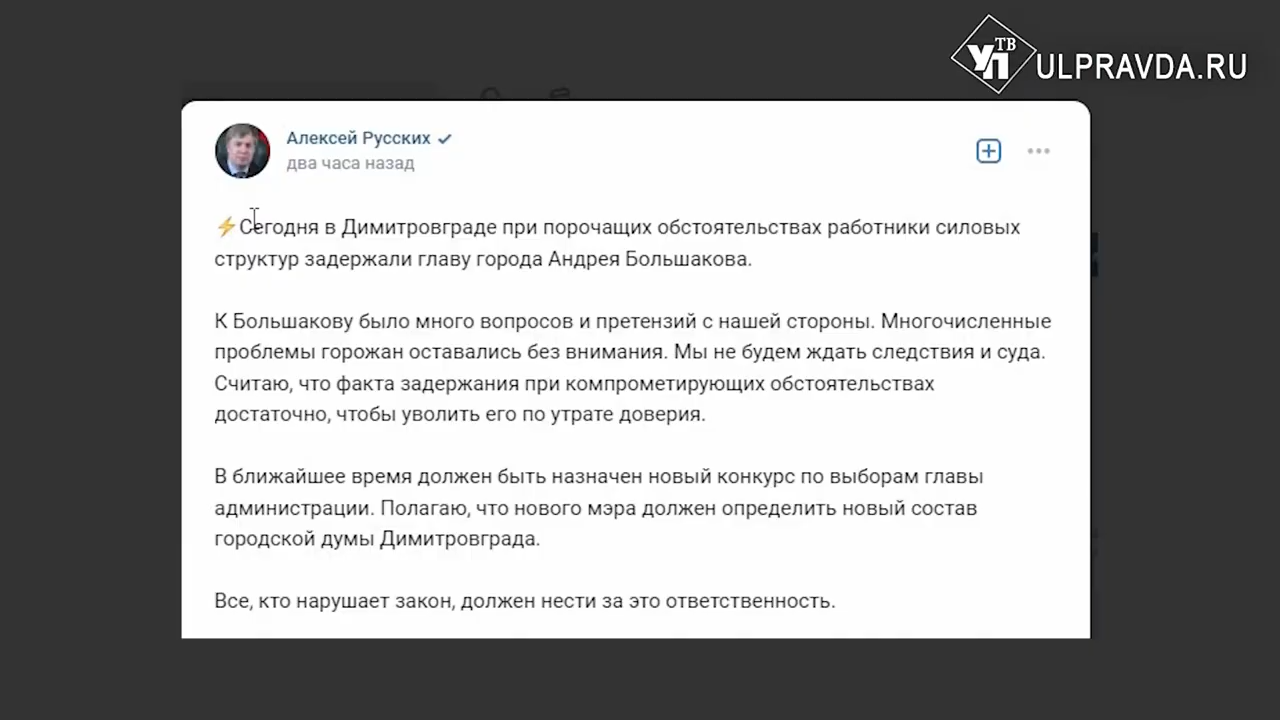 УП ТВ ULPRAVDA.RU
Алексей Русских
два часа назад
⚡Сегодня в Димитровграде при порочащих обстоятельствах работники силовых
структур задержали главу города Андрея Большакова.
К Большакову было много вопросов и претензий с нашей стороны. Многочисленные
проблемы горожан оставались без внимания. Мы не будем ждать следствия и суда.
Считаю, что факта задержания при компрометирующих обстоятельствах
достаточно, чтобы уволить его по утрате доверия.
В ближайшее время должен быть назначен новый конкурс по выборам главы
администрации. Полагаю, что нового мэра должен определить новый состав
городской думы Димитровграда.
Все, кто нарушает закон, должен нести за это ответственность.